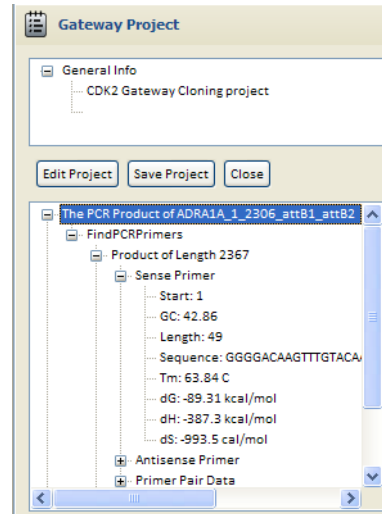 Gateway Project
General Info
CDK2 Gateway Cloning project
Edit Project Save Project Close
The PCR Product of ADRA1A_1_2306_attB1_attB2
FindPCRPrimers
Product of Length 2367
Sense Primer
Start: 1
GC: 42.86
Length: 49
Sequence: GGGGACAAGTTTGTACAA
Tm: 63.84 C
dG: -89.31 kcal/mol
dH: -387.3 kcal/mol
dS: -993.5 cal/mol
Antisense Primer
Primer Pair Data